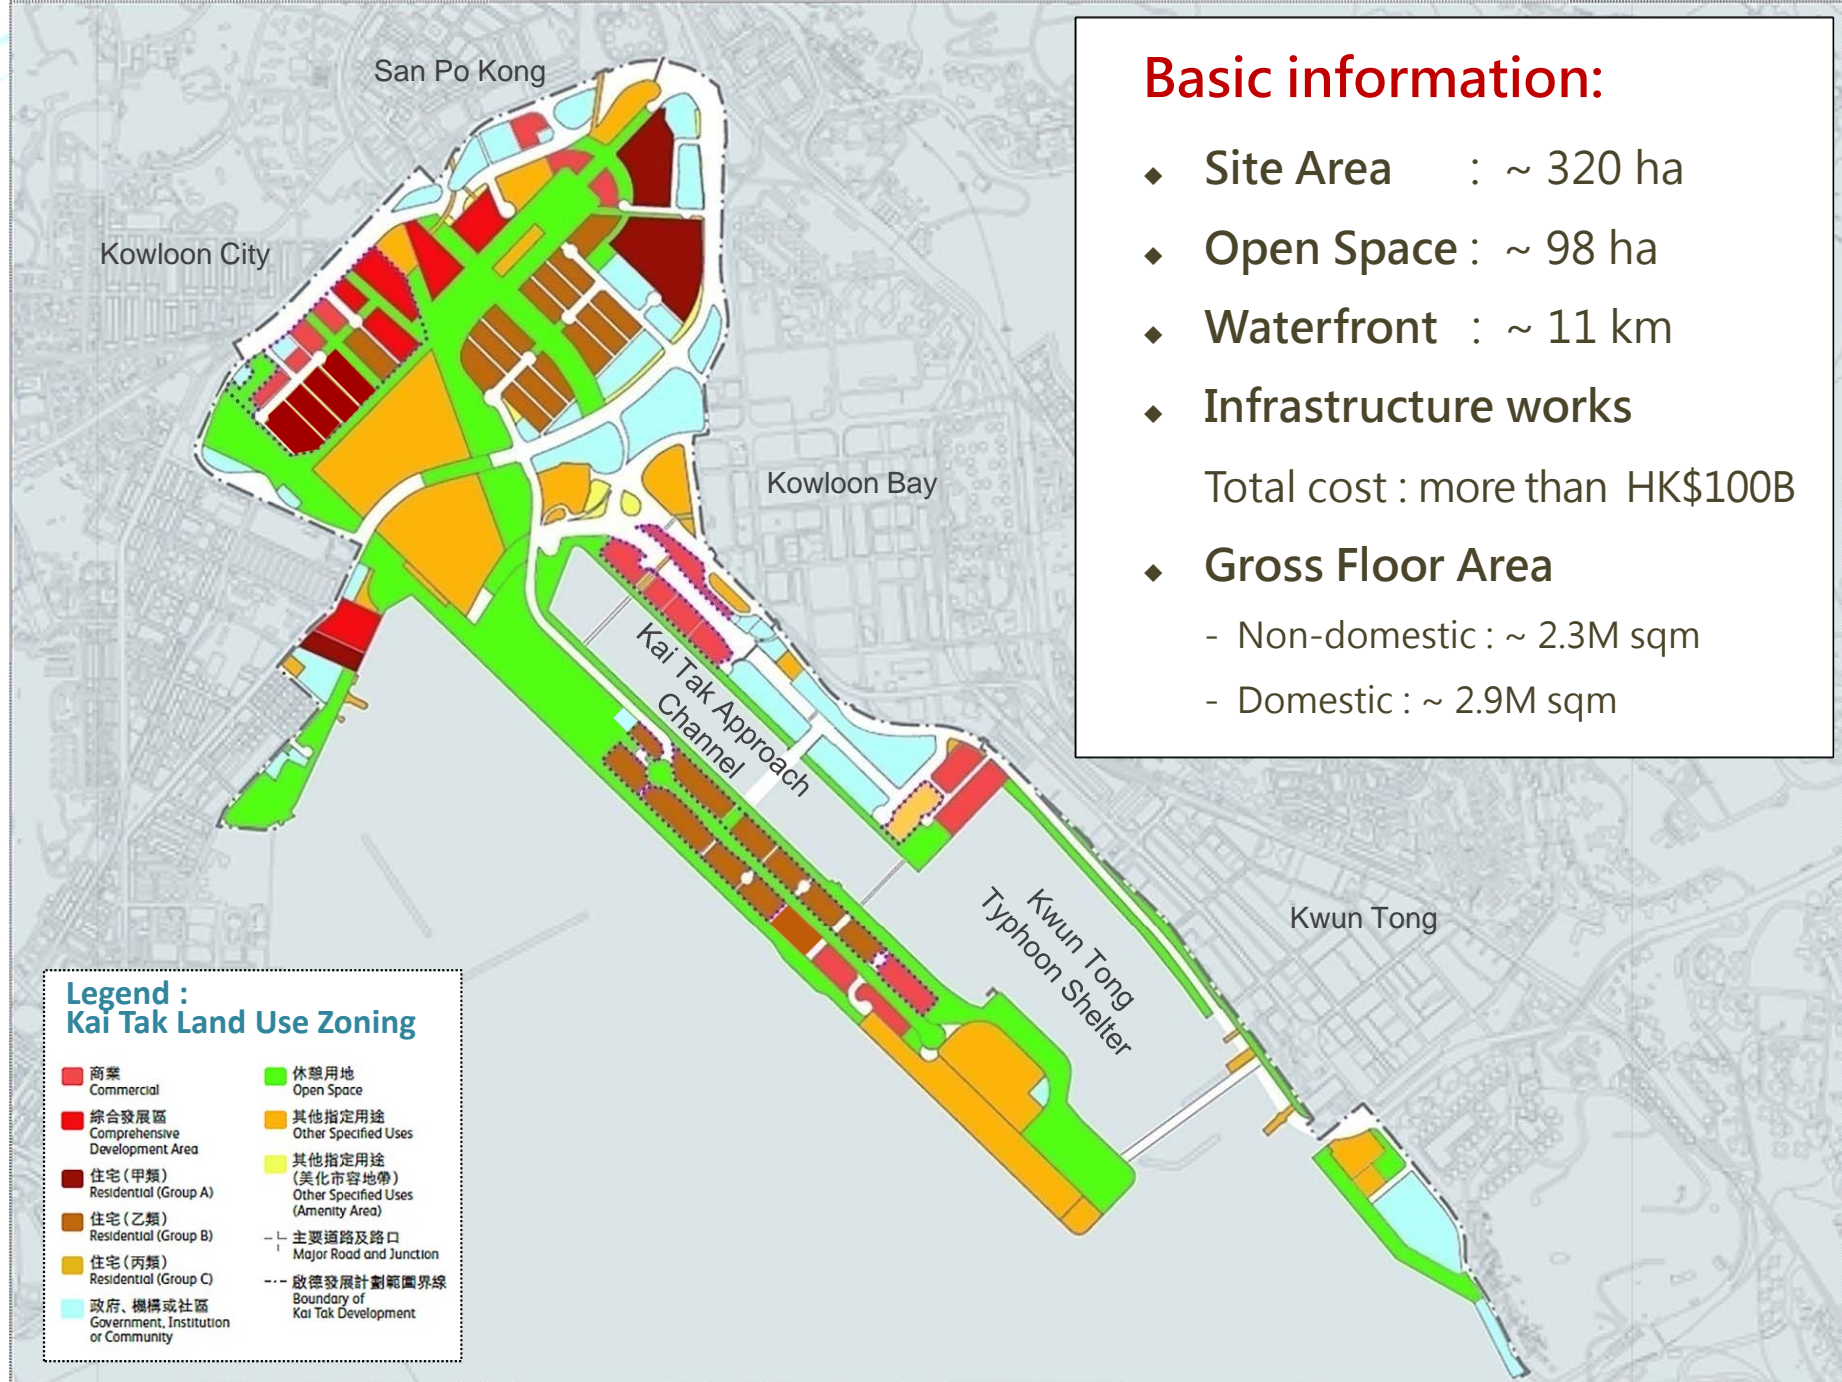 San Po Kong
Kowloon City
Kowloon Bay
Kai Tak Approach
Channel
Kwun Tong
Typhoon Shelter
Kwun Tong
Basic information:
◆ Site Area : ~ 320 ha
◆ Open Space : ~ 98 ha
◆ Waterfront : ~ 11 km
◆ Infrastructure works
Total cost : more than HK$100B
◆ Gross Floor Area
- Non-domestic : ~ 2.3M sqm
- Domestic : ~ 2.9M sqm
Legend :
Kai Tak Land Use Zoning
商業
Commercial
綜合發展區
Comprehensive
Development Area
住宅(甲類)
Residential (Group A)
住宅(乙類)
Residential (Group B)
住宅(丙類)
Residential (Group C)
政府、機構或社區
Government, Institution
or Community
休憩用地
Open Space
其他指定用途
Other Specified Uses
其他指定用途
(美化市容地帶)
Other Specified Uses
(Amenity Area)
主要道路及路口
Major Road and Junction
啟德發展計劃範圍界線
Boundary of
Kai Tak Development